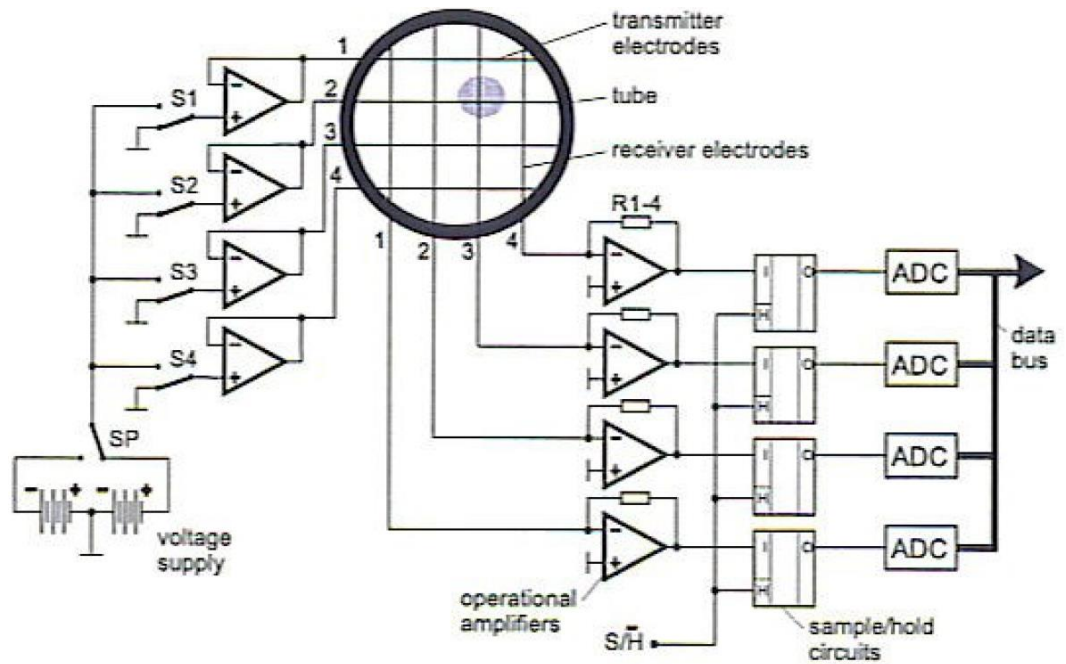 transmitter
electrodes
1
S1
-
+
2
tube
3
receiver electrodes
S2
-
+
4
R1-4
1
2
3
4
S3
-
+
-
+
I
O
ADC
H
S4
-
+
data
bus
-
+
I
O
ADC
H
SP
-
+
I
O
ADC
H
- + - +
voltage
supply
-
+
I
O
ADC
H
operational
amplifiers
S/H̅
sample/hold
circuits